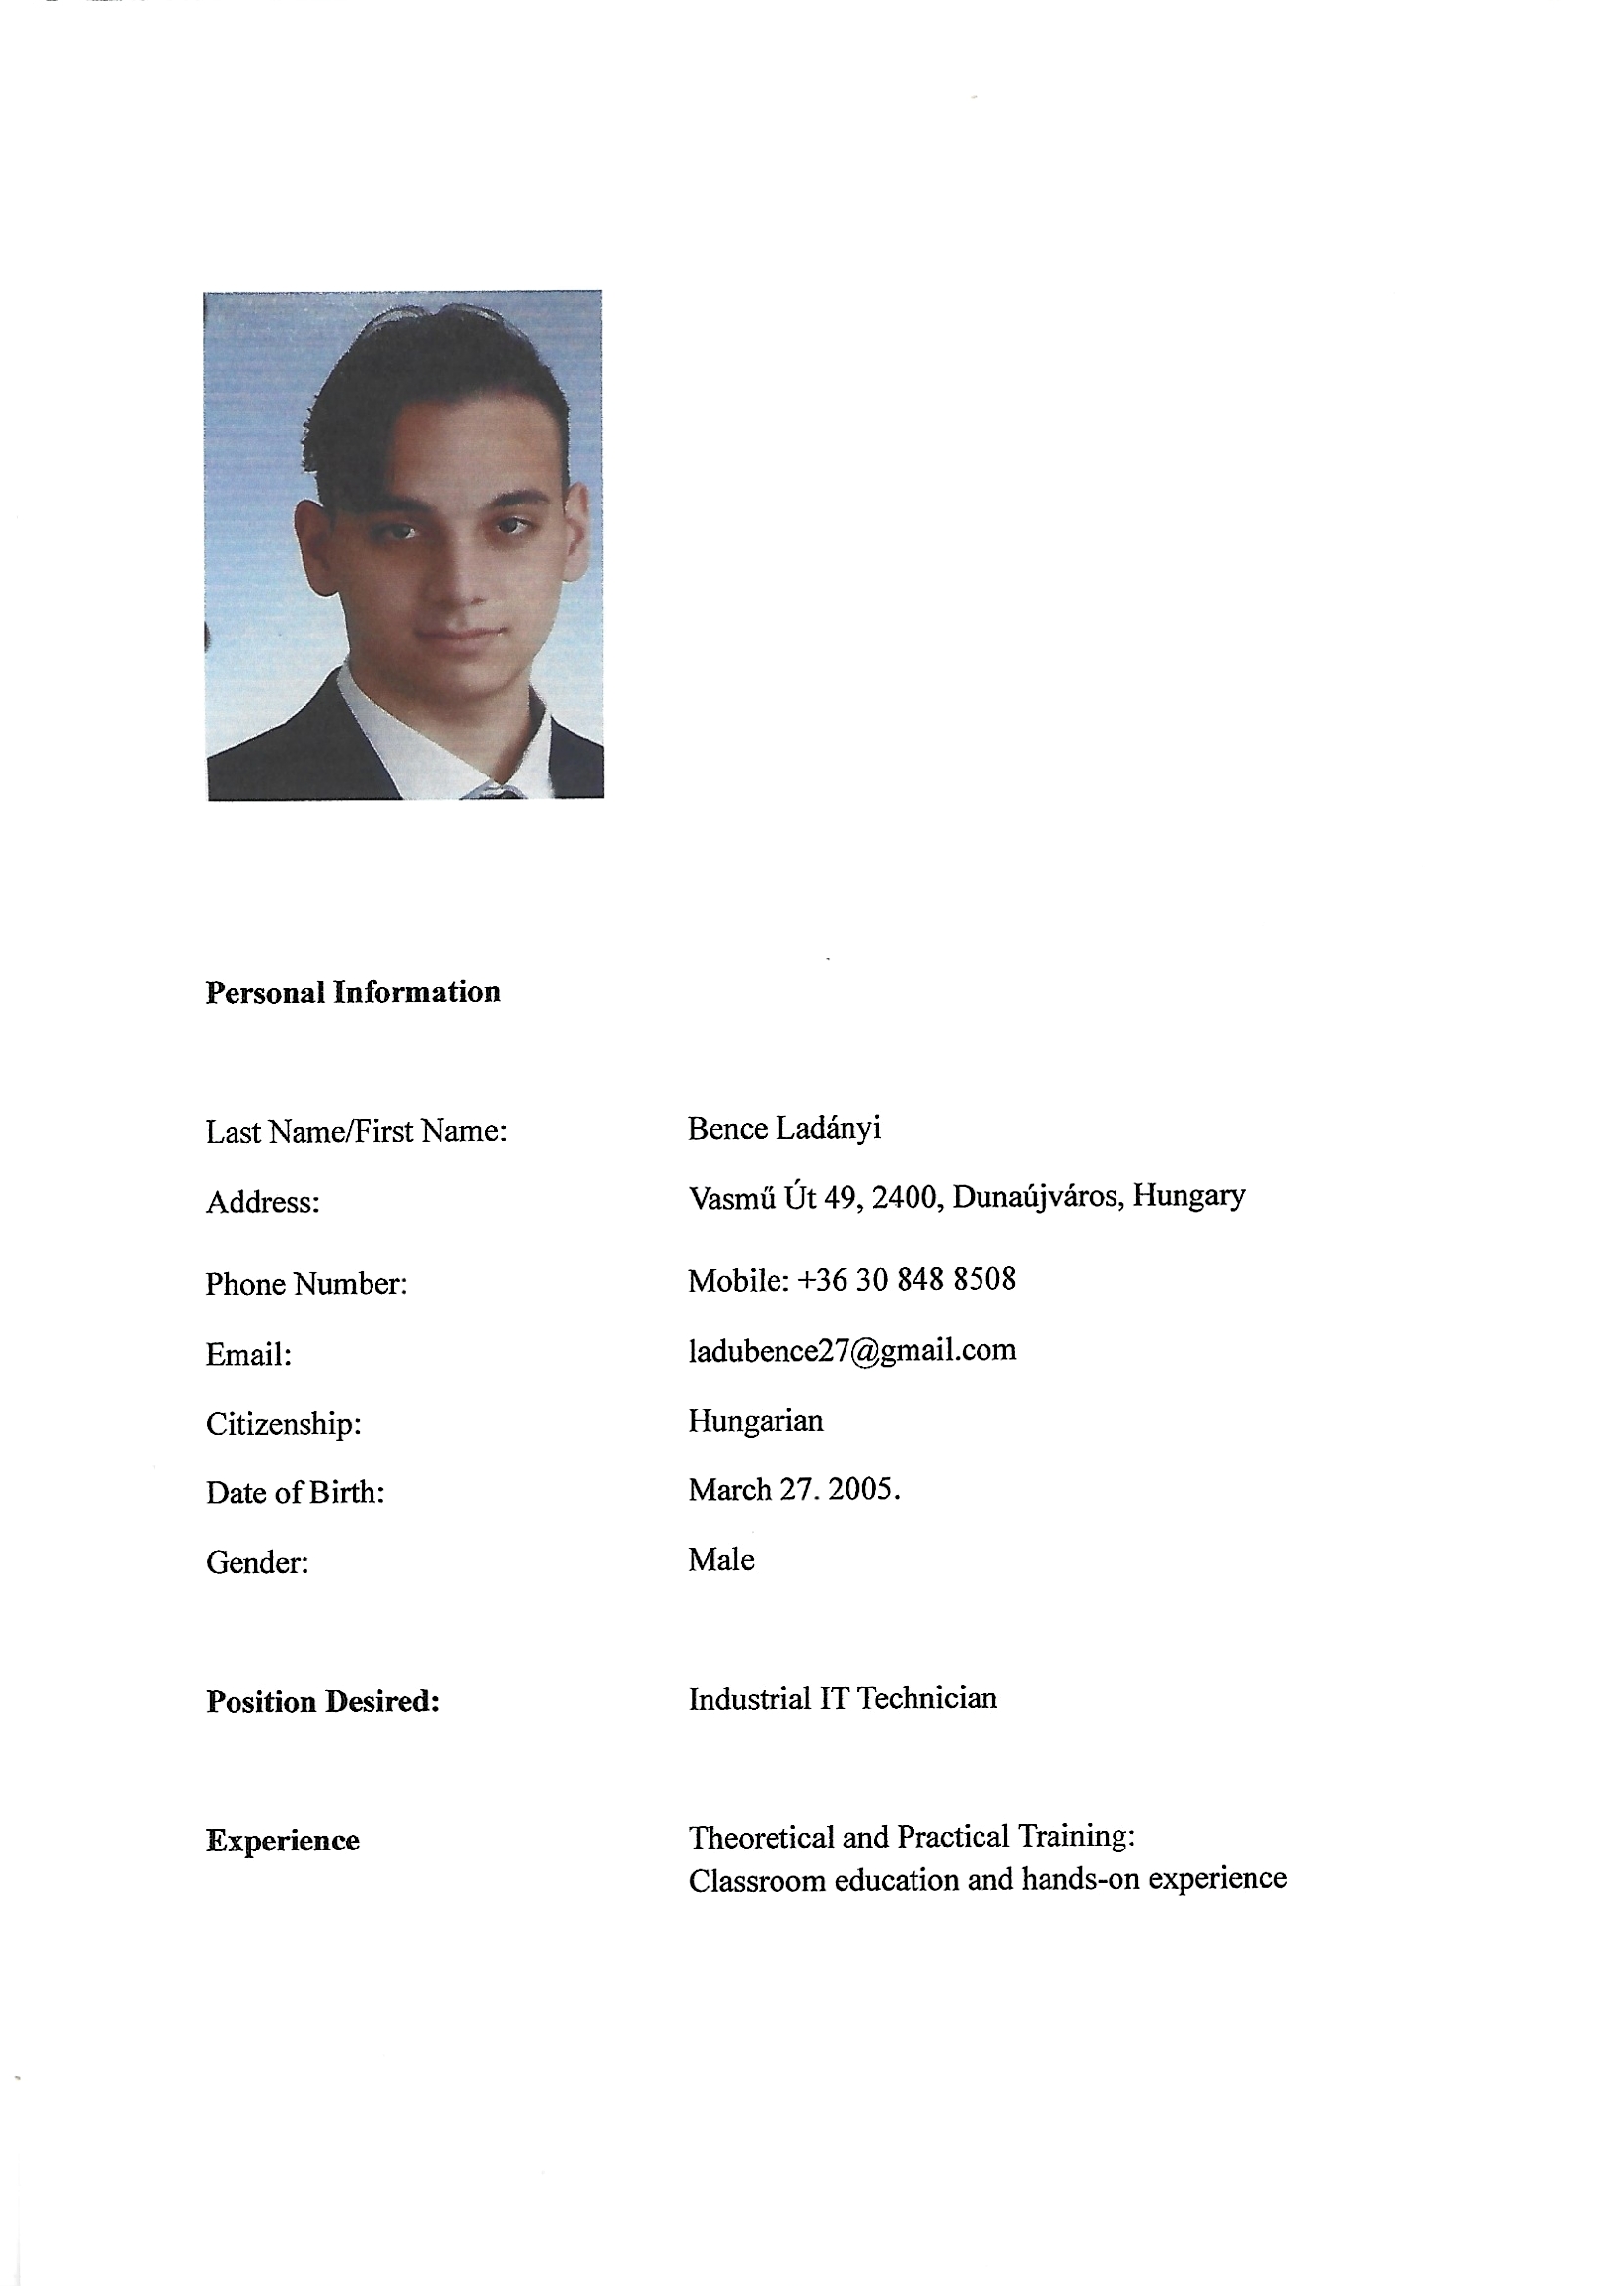 Personal Information
Last Name/First Name: Bence Ladányi
Address: Vasmű Út 49, 2400, Dunaújváros, Hungary
Phone Number: Mobile: +36 30 848 8508
Email: ladubence27@gmail.com
Citizenship: Hungarian
Date of Birth: March 27. 2005.
Gender: Male
Position Desired: Industrial IT Technician
Experience Theoretical and Practical Training:
Classroom education and hands-on experience